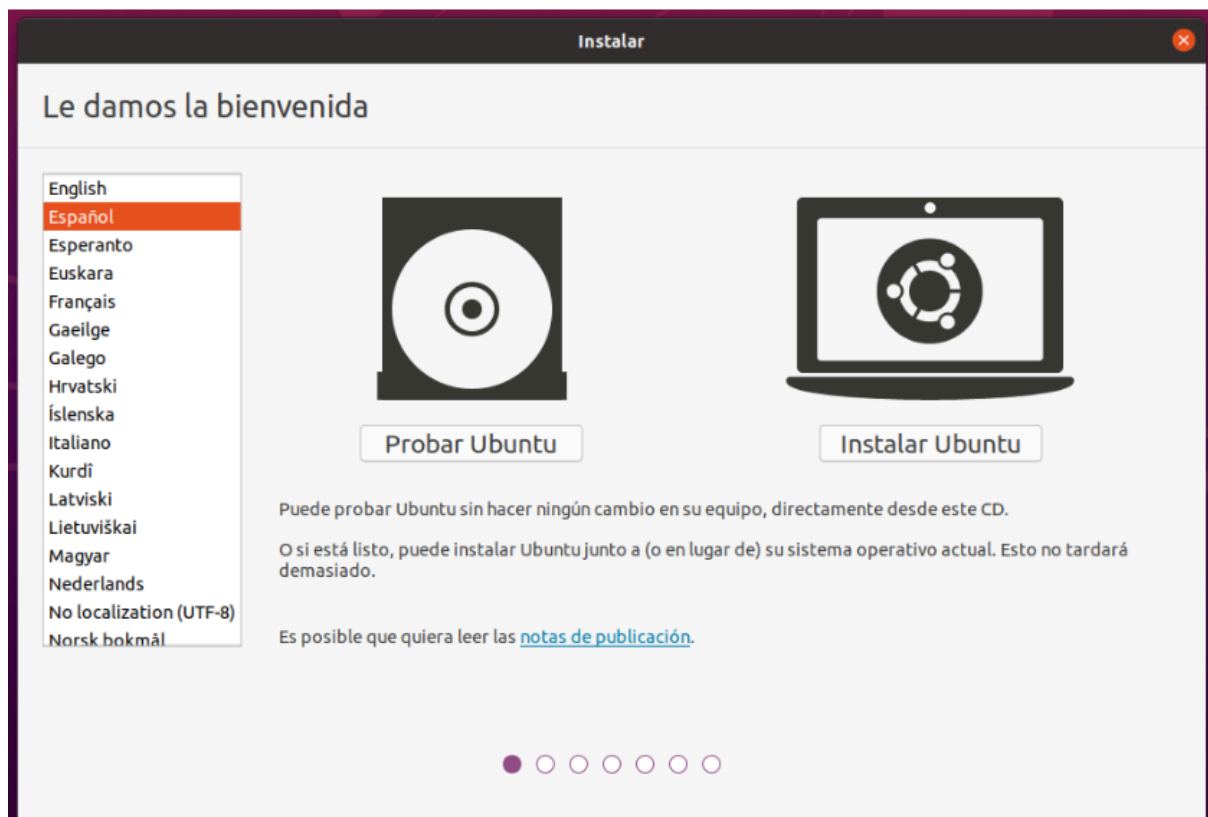 Instalar
Le damos la bienvenida
English
Español
Esperanto
Euskara
Français
Gaeilge
Galego
Hrvatski
Íslenska
Italiano
Kurdî
Latviski
Lietuviškai
Magyar
Nederlands
No localization (UTF-8)
Norsk bokmål
Probar Ubuntu
Instalar Ubuntu
Puede probar Ubuntu sin hacer ningún cambio en su equipo, directamente desde este CD.
O si está listo, puede instalar Ubuntu junto a (o en lugar de) su sistema operativo actual. Esto no tardará
demasiado.
Es posible que quiera leer las notas de publicación.